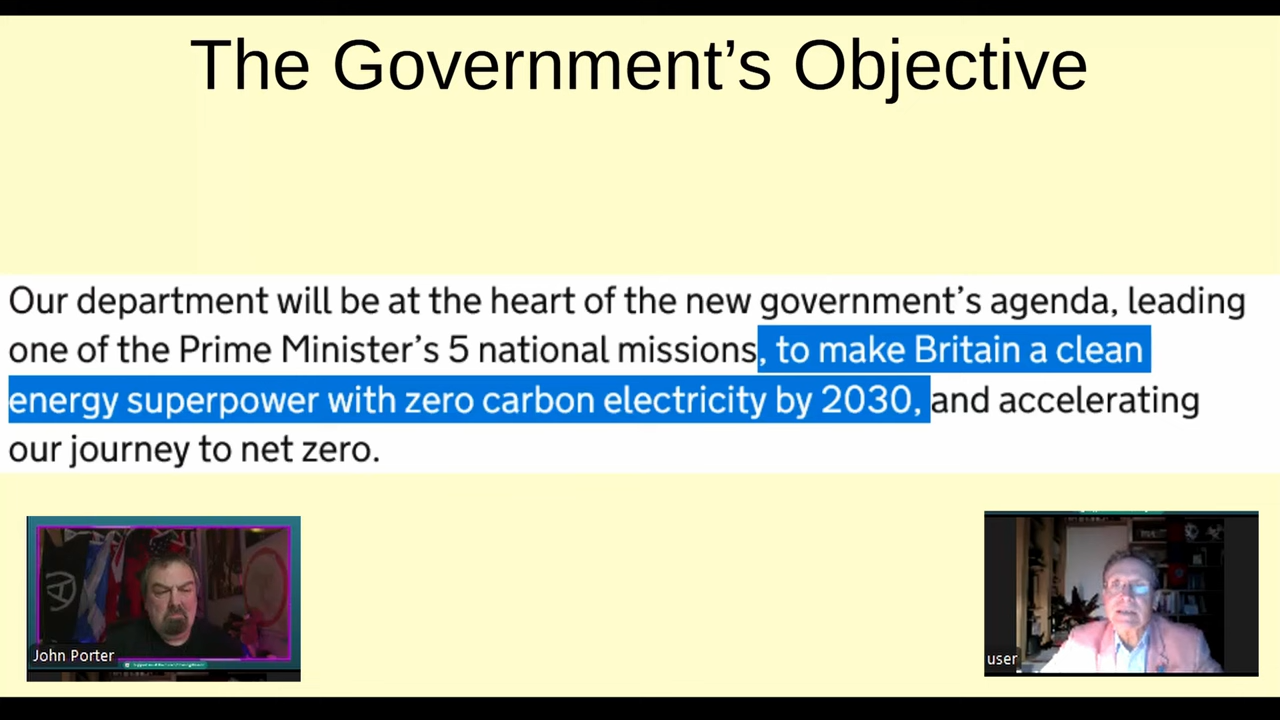 The Government’s Objective
Our department will be at the heart of the new government’s agenda, leading
one of the Prime Minister’s 5 national missions, to make Britain a clean
energy superpower with zero carbon electricity by 2030, and accelerating
our journey to net zero.
John Porter
user